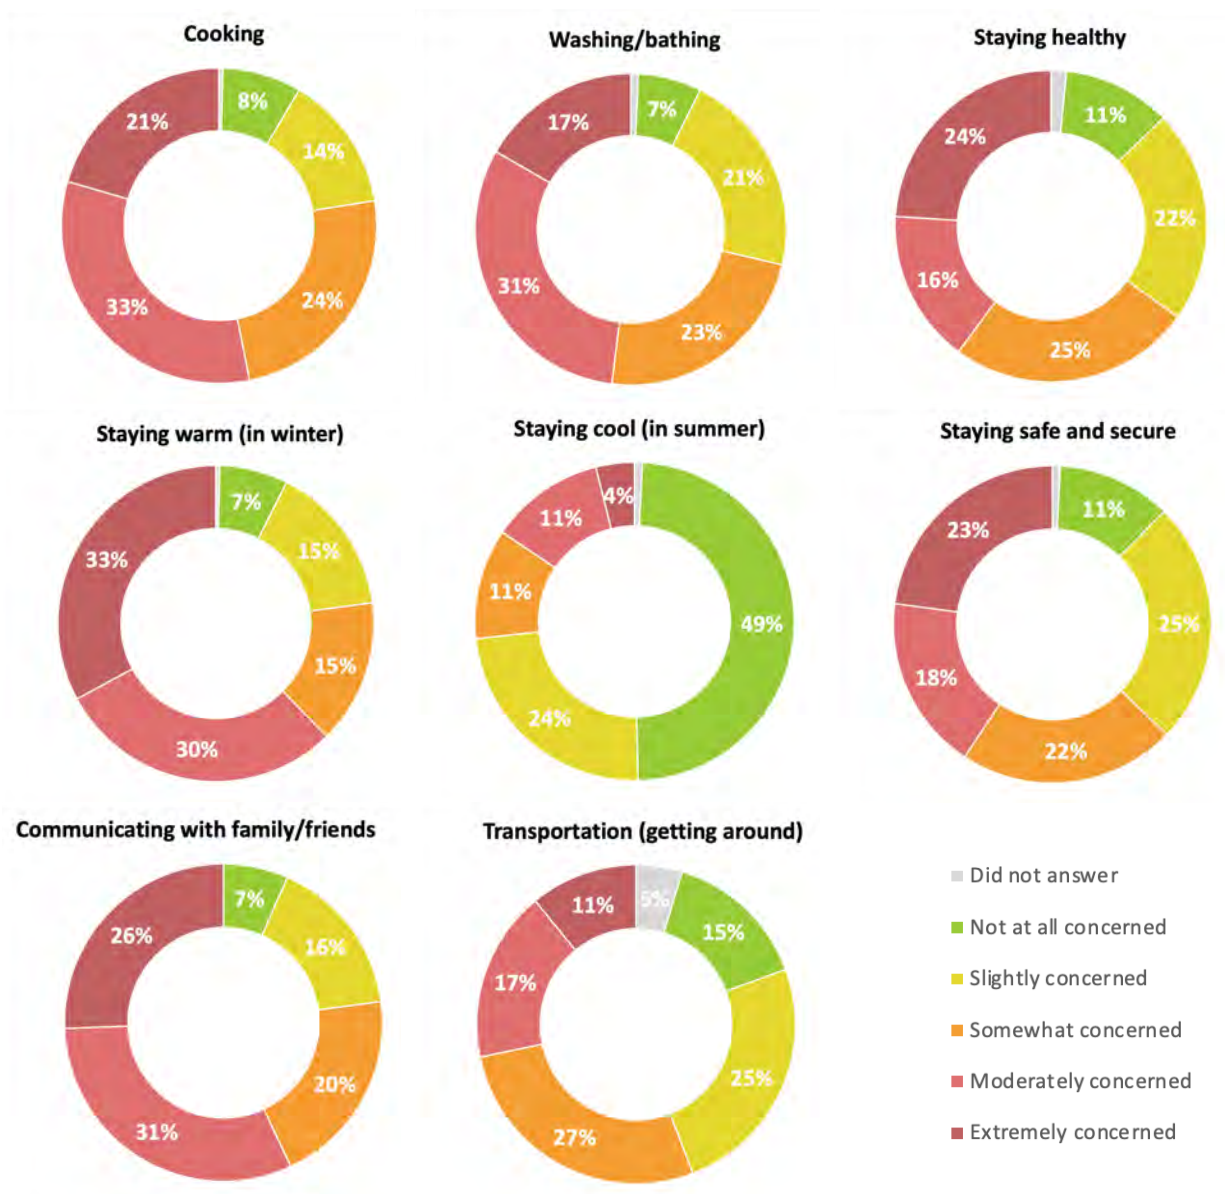 Cooking
8%
14%
24%
33%
21%
Washing/bathing
7%
21%
23%
31%
17%
Staying healthy
11%
22%
25%
16%
24%
Staying warm (in winter)
7%
15%
15%
30%
33%
Staying cool (in summer)
49%
24%
11%
11%
4%
Staying safe and secure
11%
25%
22%
18%
23%
Communicating with family/friends
7%
16%
20%
31%
26%
Transportation (getting around)
5%
15%
25%
27%
17%
11%
Did not answer
Not at all concerned
Slightly concerned
Somewhat concerned
Moderately concerned
Extremely concerned